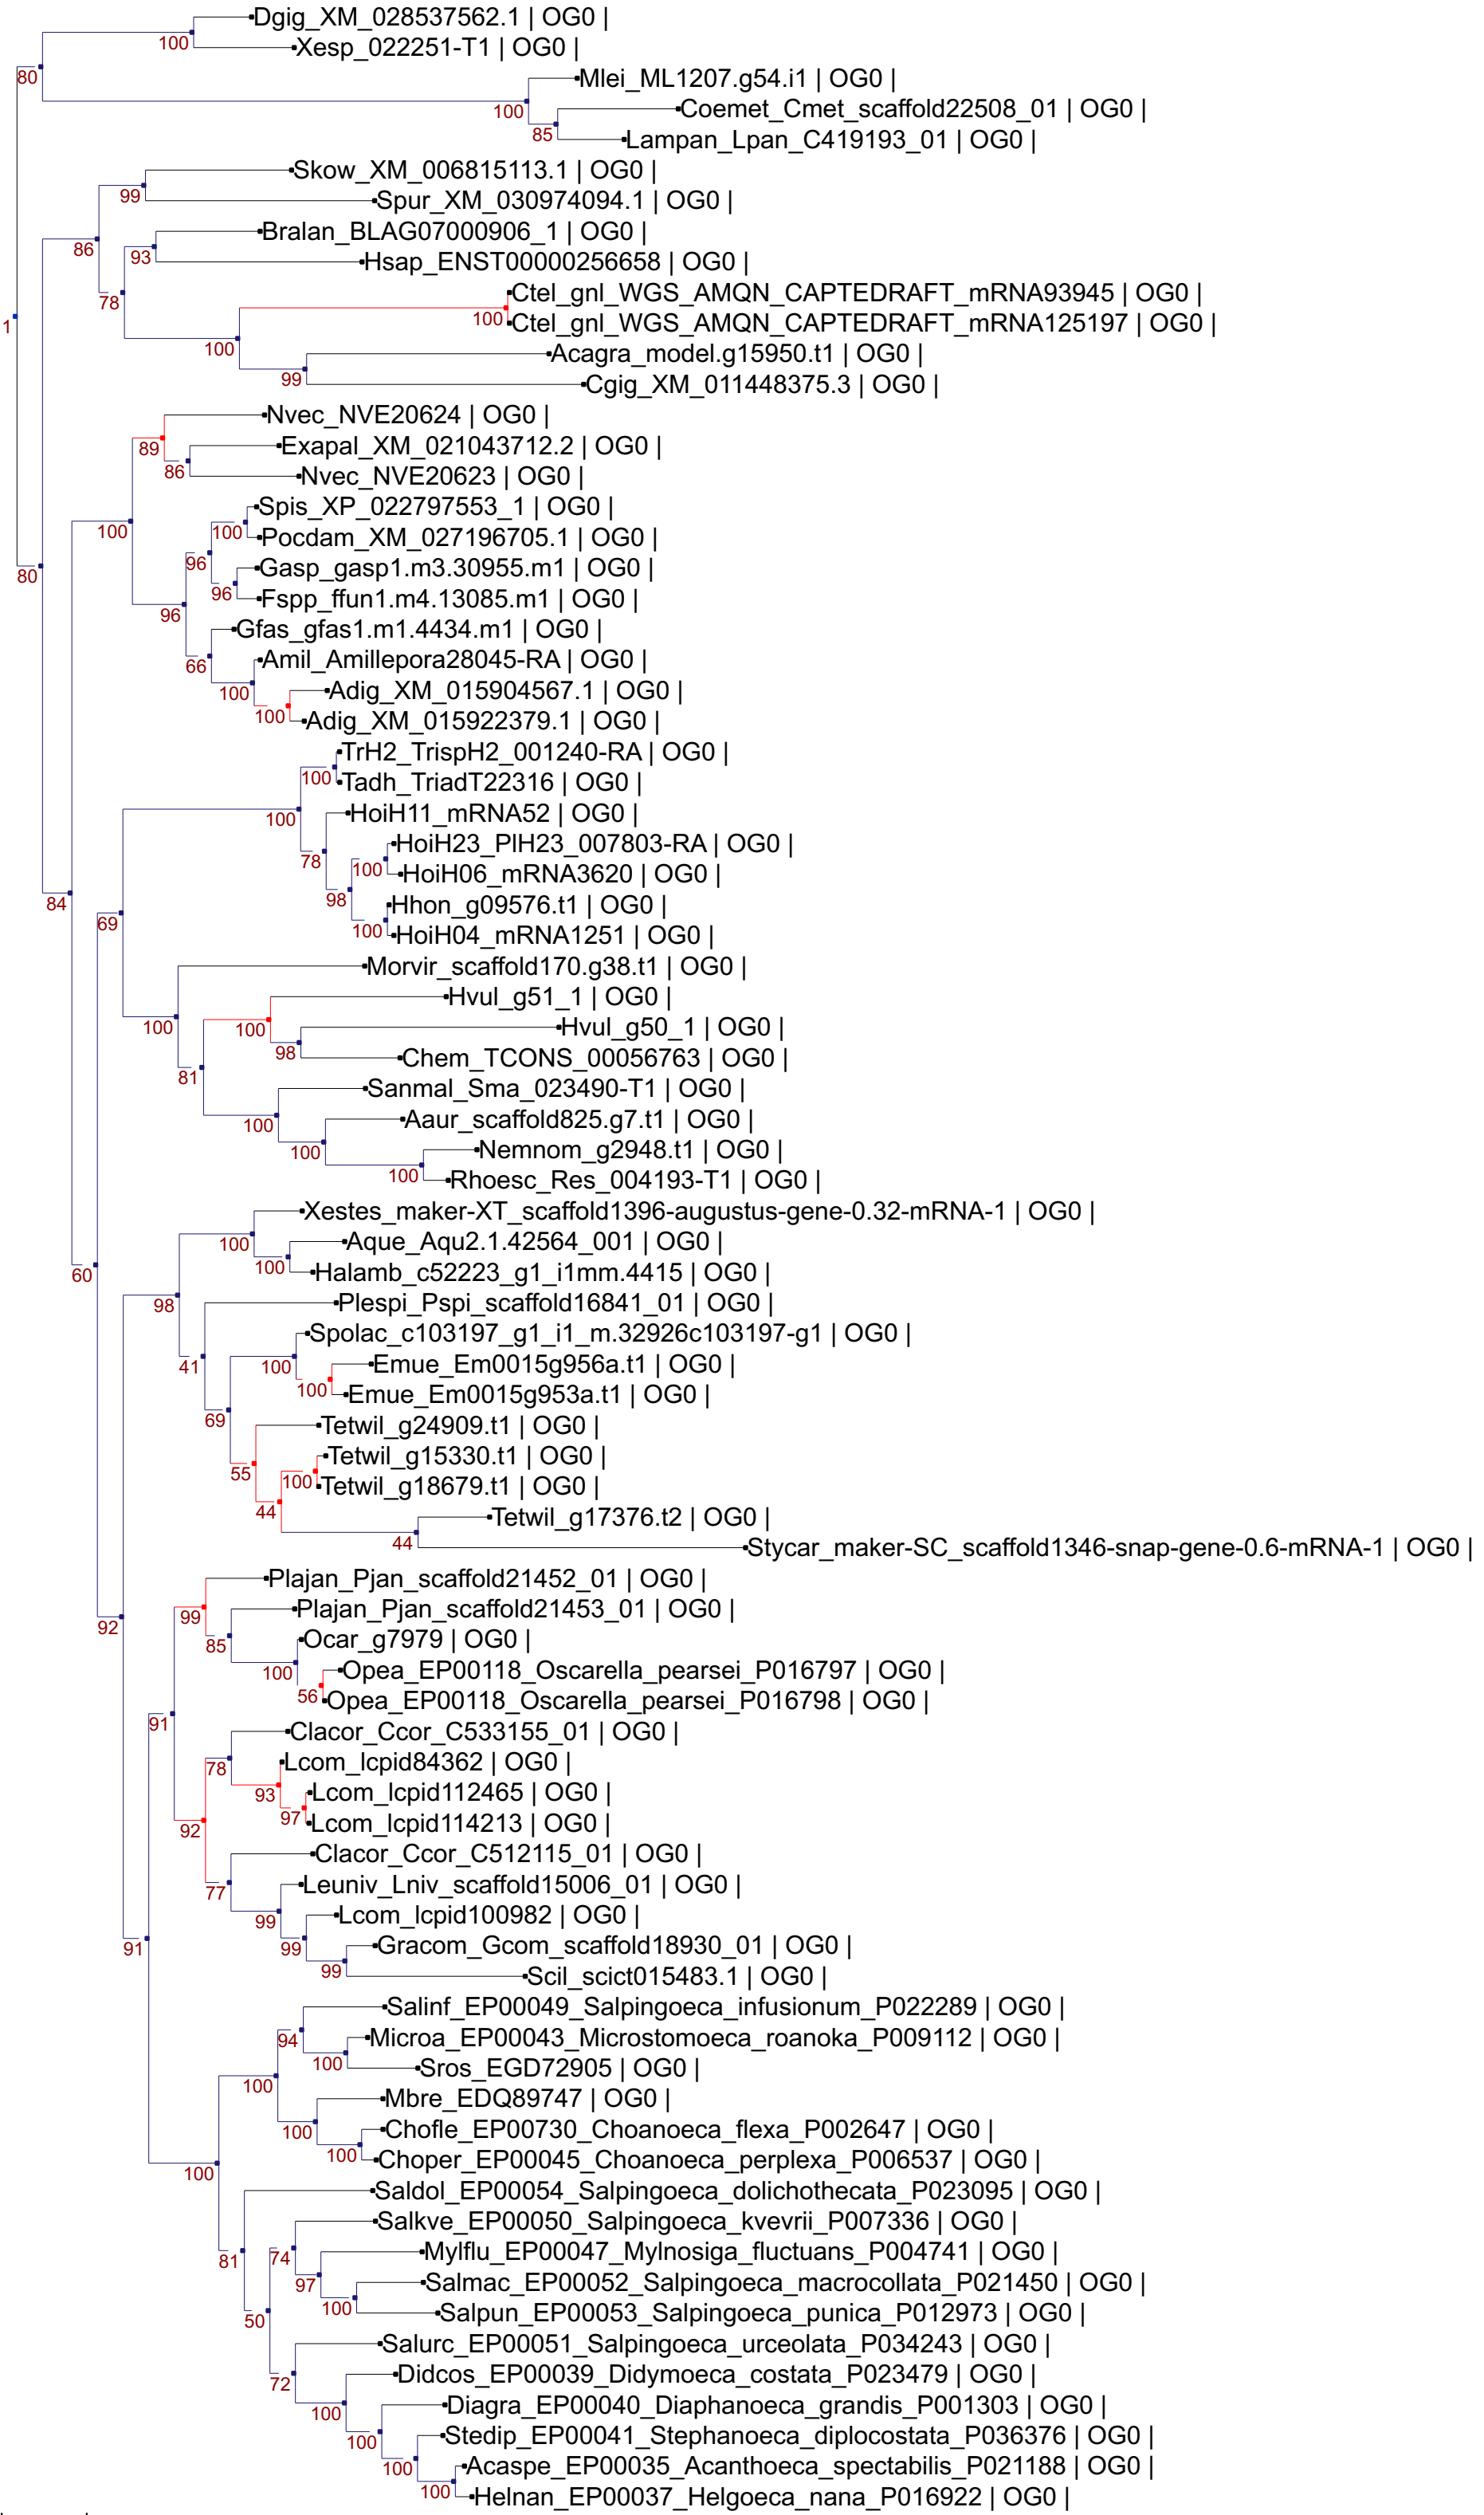 Dgig_XM_028537562.1 | OG0 |
100
Xesp_022251-T1 | OG0 |
80
Mlei_ML1207.g54.i1 | OG0 |
100
Coemet_Cmet_scaffold22508_01 | OG0 |
85
Lampan_Lpan_C419193_01 | OG0 |
Skow_XM_006815113.1 | OG0 |
99
Spur_XM_030974094.1 | OG0 |
86
Bralan_BLAG07000906_1 | OG0 |
93
Hsap_ENST00000256658 | OG0 |
78
Ctel_gnl_WGS_AMQN_CAPTEDRAFT_mRNA93945 | OG0 |
100
Ctel_gnl_WGS_AMQN_CAPTEDRAFT_mRNA125197 | OG0 |
1
100
Acagra_model.g15950.t1 | OG0 |
99
Cgig_XM_011448375.3 | OG0 |
Nvec_NVE20624 | OG0 |
89
Exapal_XM_021043712.2 | OG0 |
86
Nvec_NVE20623 | OG0 |
100
Spis_XP_022797553_1 | OG0 |
100
Pocdam_XM_027196705.1 | OG0 |
96
Gasp_gasp1.m3.30955.m1 | OG0 |
80
96
Fspp_ffun1.m4.13085.m1 | OG0 |
96
Gfas_gfas1.m1.4434.m1 | OG0 |
66
Amil_Amillepora28045-RA | OG0 |
100
Adig_XM_015904567.1 | OG0 |
100
Adig_XM_015922379.1 | OG0 |
TrH2_TrispH2_001240-RA | OG0 |
100
Tadh_TriadT22316 | OG0 |
100
HoiH11_mRNA52 | OG0 |
78
HoiH23_PlH23_007803-RA | OG0 |
100
HoiH06_mRNA3620 | OG0 |
84
98
Hhon_g09576.t1 | OG0 |
69
100
HoiH04_mRNA1251 | OG0 |
Morvir_scaffold170.g38.t1 | OG0 |
Hvul_g51_1 | OG0 |
100
100
Hvul_g50_1 | OG0 |
98
Chem_TCONS_00056763 | OG0 |
81
Sanmal_Sma_023490-T1 | OG0 |
100
Aaur_scaffold825.g7.t1 | OG0 |
100
Nemnom_g2948.t1 | OG0 |
100
Rhoesc_Res_004193-T1 | OG0 |
Xestes_maker-XT_scaffold1396-augustus-gene-0.32-mRNA-1 | OG0 |
100
Aque_Aqu2.1.42564_001 | OG0 |
100
Halamb_c52223_g1_i1mm.4415 | OG0 |
60
98
Plespi_Pspi_scaffold16841_01 | OG0 |
Spolac_c103197_g1_i1_m.32926c103197-g1 | OG0 |
41
100
Emue_Em0015g956a.t1 | OG0 |
100
Emue_Em0015g953a.t1 | OG0 |
69
Tetwil_g24909.t1 | OG0 |
Tetwil_g15330.t1 | OG0 |
55
100
Tetwil_g18679.t1 | OG0 |
44
Tetwil_g17376.t2 | OG0 |
44
Stycar_maker-SC_scaffold1346-snap-gene-0.6-mRNA-1 | OG0 |
Plajan_Pjan_scaffold21452_01 | OG0 |
99
Plajan_Pjan_scaffold21453_01 | OG0 |
92
85
Ocar_g7979 | OG0 |
100
Opea_EP00118_Oscarella_pearsei_P016797 | OG0 |
56
Opea_EP00118_Oscarella_pearsei_P016798 | OG0 |
91
Clacor_Ccor_C533155_01 | OG0 |
78
Lcom_lcpid84362 | OG0 |
93
Lcom_lcpid112465 | OG0 |
97
Lcom_lcpid114213 | OG0 |
92
Clacor_Ccor_C512115_01 | OG0 |
77
Leuniv_Lniv_scaffold15006_01 | OG0 |
99
Lcom_lcpid100982 | OG0 |
91
99
Gracom_Gcom_scaffold18930_01 | OG0 |
99
Scil_scict015483.1 | OG0 |
Salinf_EP00049_Salpingoeca_infusionum_P022289 | OG0 |
94
Microa_EP00043_Microstomoeca_roanoka_P009112 | OG0 |
100
Sros_EGD72905 | OG0 |
100
Mbre_EDQ89747 | OG0 |
100
Chofle_EP00730_Choanoeca_flexa_P002647 | OG0 |
100
Choper_EP00045_Choanoeca_perplexa_P006537 | OG0 |
100
Saldol_EP00054_Salpingoeca_dolichothecata_P023095 | OG0 |
Salkve_EP00050_Salpingoeca_kvevrii_P007336 | OG0 |
81
74
Mylflu_EP00047_Mylnosiga_fluctuans_P004741 | OG0 |
97
Salmac_EP00052_Salpingoeca_macrocollata_P021450 | OG0 |
100
Salpun_EP00053_Salpingoeca_punica_P012973 | OG0 |
50
Salurc_EP00051_Salpingoeca_urceolata_P034243 | OG0 |
72
Didcos_EP00039_Didymoeca_costata_P023479 | OG0 |
100
Diagra_EP00040_Diaphanoeca_grandis_P001303 | OG0 |
100
Stedip_EP00041_Stephanoeca_diplocostata_P036376 | OG0 |
100
Acaspe_EP00035_Acanthoeca_spectabilis_P021188 | OG0 |
100
Helnan_EP00037_Helgoeca_nana_P016922 | OG0 |